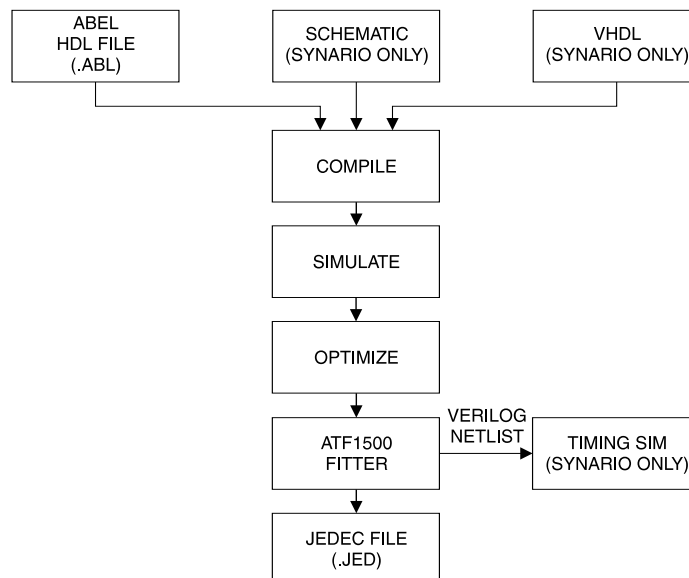 ABEL
HDL FILE
(.ABL)
SCHEMATIC
(SYNARIO ONLY)
VHDL
(SYNARIO ONLY)
COMPILE
SIMULATE
OPTIMIZE
ATF1500
FITTER
VERILOG
NETLIST
TIMING SIM
(SYNARIO ONLY)
JEDEC FILE
(.JED)